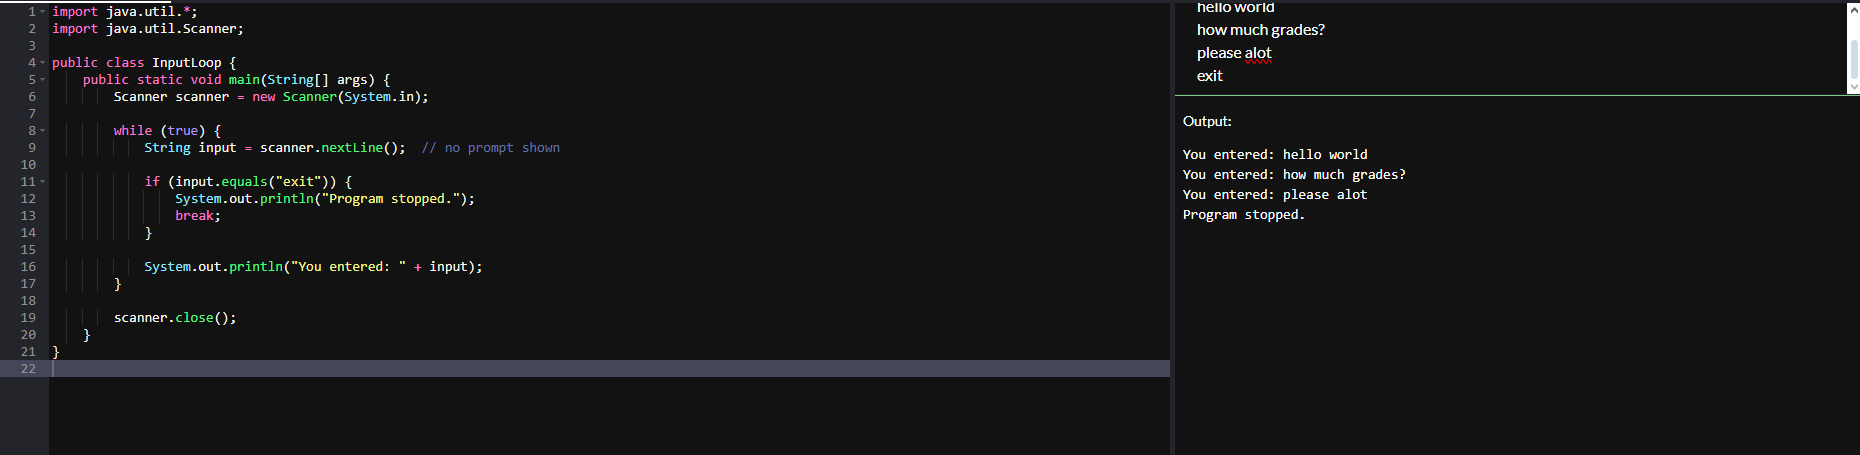 1 import java.util.*;
2 import java.util.Scanner;
3
4 public class InputLoop {
5     public static void main(String[] args) {
6         Scanner scanner = new Scanner(System.in);
7
8         while (true) {
9             String input = scanner.nextLine();  // no prompt shown
10
11             if (input.equals("exit")) {
12                 System.out.println("Program stopped.");
13                 break;
14             }
15
16             System.out.println("You entered: " + input);
17         }
18
19         scanner.close();
20     }
21 }
22
hello world
how much grades?
please alot
exit
Output:
You entered: hello world
You entered: how much grades?
You entered: please alot
Program stopped.